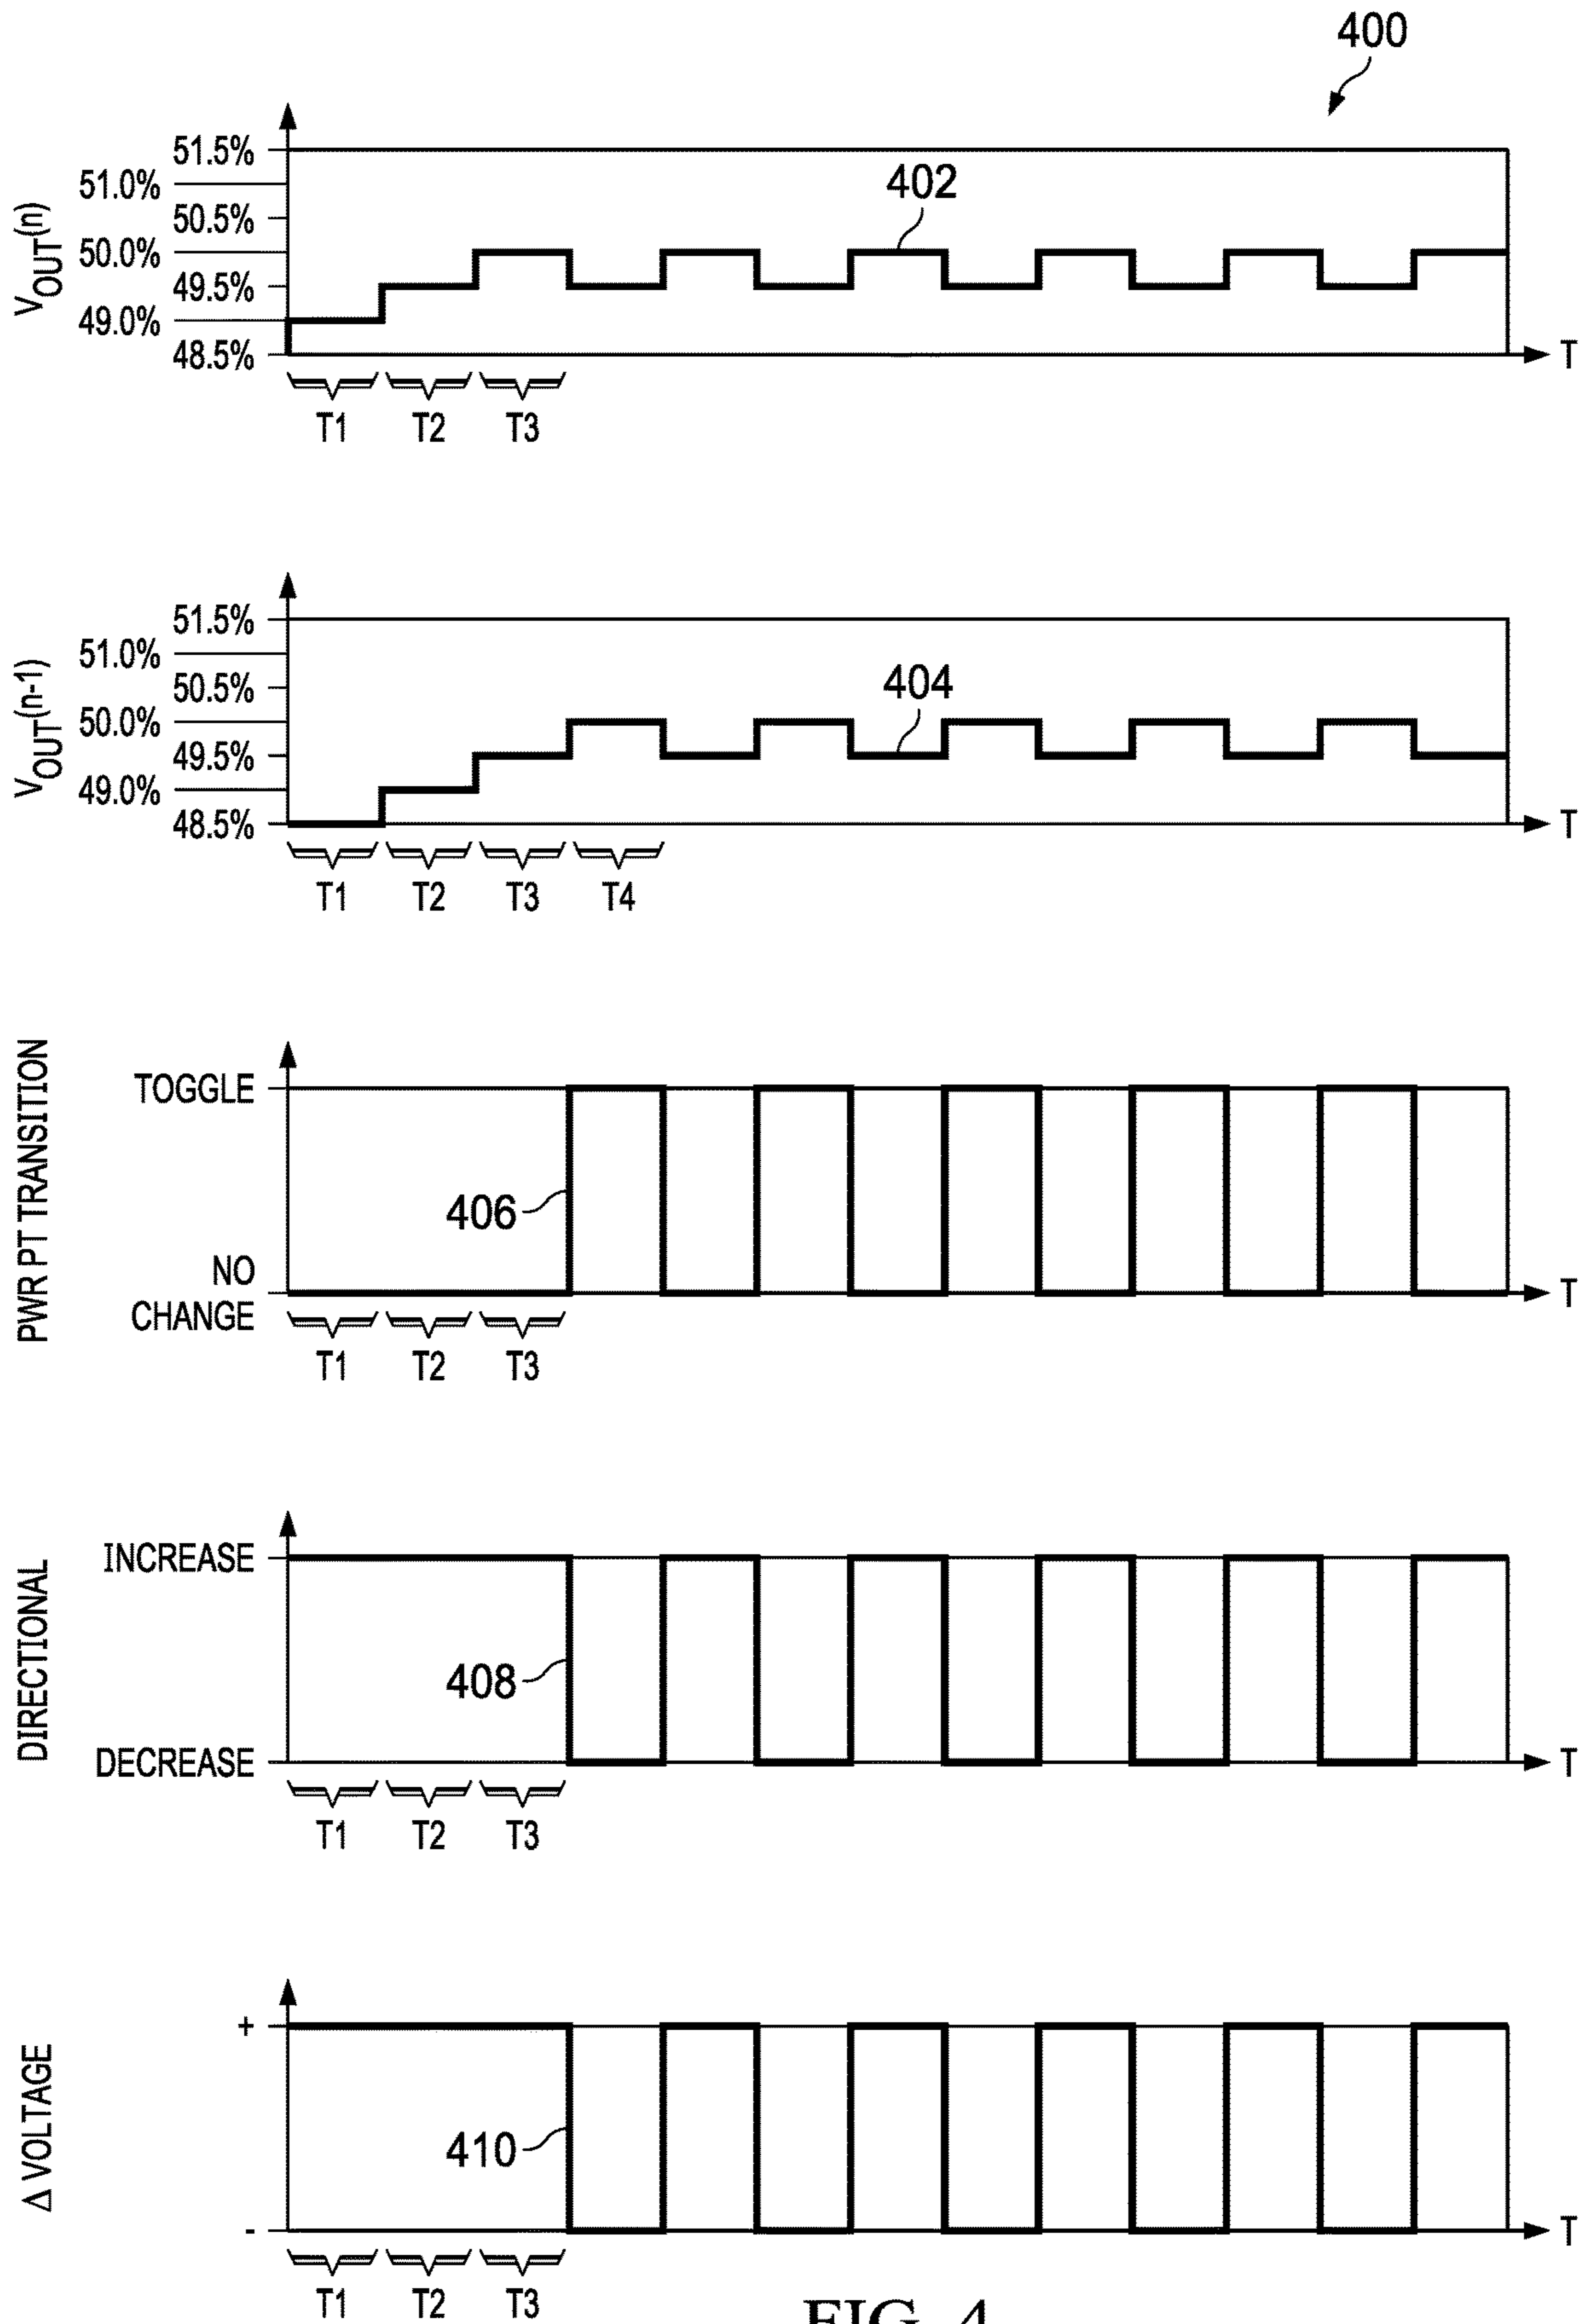 400
V_OUT(n)
51.5%
51.0%
50.5%
50.0%
49.5%
49.0%
48.5%
402
T
T1 T2 T3
V_OUT(n-1)
51.5%
51.0%
50.5%
50.0%
49.5%
49.0%
48.5%
404
T
T1 T2 T3 T4
PWR PT TRANSITION
TOGGLE
406
NO
CHANGE
T
T1 T2 T3
DIRECTIONAL
INCREASE
408
DECREASE
T
T1 T2 T3
Δ VOLTAGE
+
410
-
T
T1 T2 T3
FIG. 4